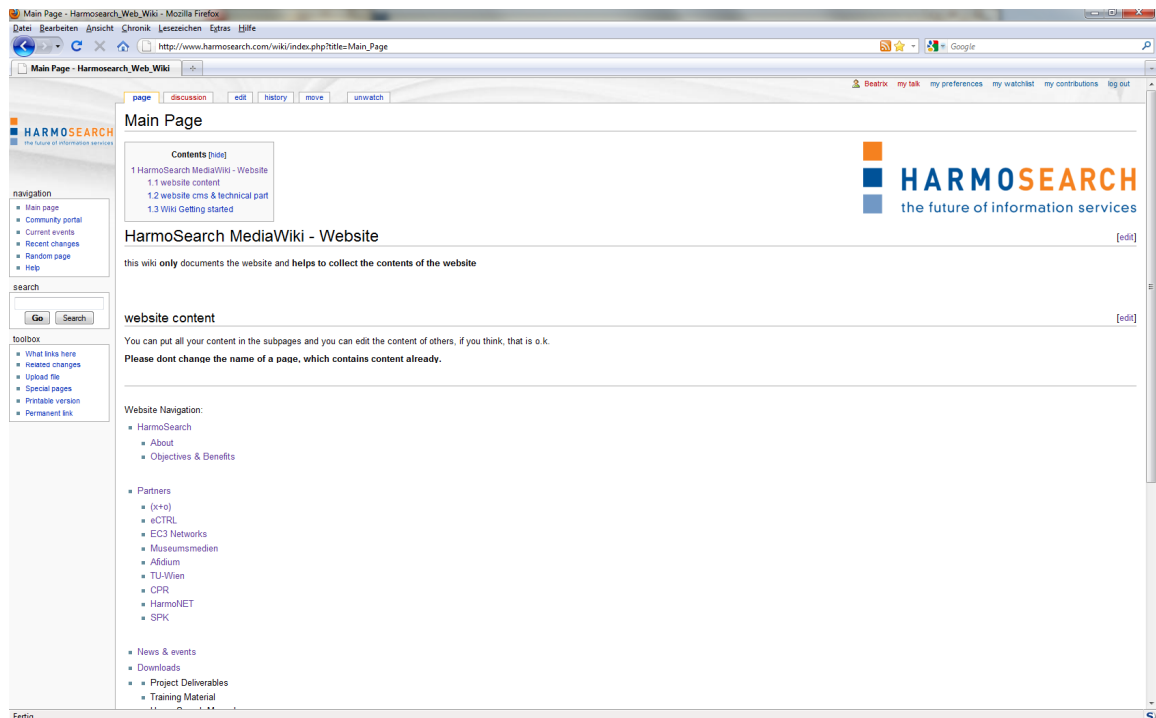 Main Page - Harmosearch_Web_Wiki - Mozilla Firefox
Datei Bearbeiten Ansicht Chronik Lesezeichen Extras Hilfe
http://www.harmosearch.com/wiki/index.php?title=Main_Page
Google
Main Page - Harmosearch_Web_Wiki
Beatrix my talk my preferences my watchlist my contributions log out
page discussion edit history move unwatch
HARMOSEARCH
the future of information services
navigation
Main page
Community portal
Current events
Recent changes
Random page
Help
search
Go Search
toolbox
What links here
Related changes
Upload file
Special pages
Printable version
Permanent link
Main Page
Contents [hide]
1 HarmoSearch MediaWiki - Website
1.1 website content
1.2 website cms & technical part
1.3 Wiki Getting started
HARMOSEARCH
the future of information services
HarmoSearch MediaWiki - Website [edit]
this wiki only documents the website and helps to collect the contents of the website
website content [edit]
You can put all your content in the subpages and you can edit the content of others, if you think, that is o.k.
Please dont change the name of a page, which contains content already.
Website Navigation:
HarmoSearch
About
Objectives & Benefits
Partners
(x+o)
eCTRL
EC3 Networks
Museumsmedien
Afidium
TU-Wien
CPR
HarmoNET
SPK
News & events
Downloads
Project Deliverables
Training Material
Fertig